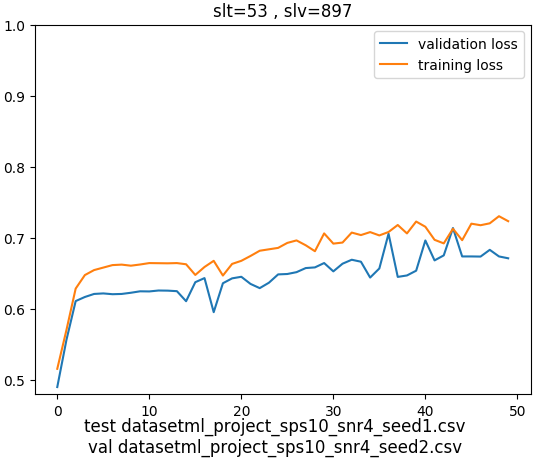 slt=53 , slv=897
1.0
validation loss
training loss
0.9
0.8
0.7
0.6
0.5
0 10 20 30 40 50
test datasetml_project_sps10_snr4_seed1.csv
val datasetml_project_sps10_snr4_seed2.csv